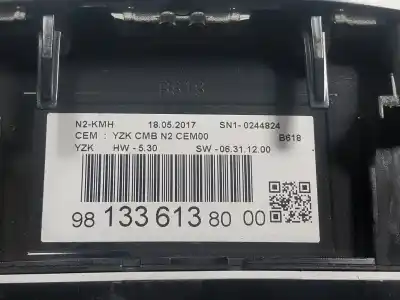 B618
N2-KMH 18.05.2017 SN1-0244824
CEM : YZK CMB N2 CEM00 B618
YZK HW - 5.30 SW - 06.31.12.00
98 133 613 80 00